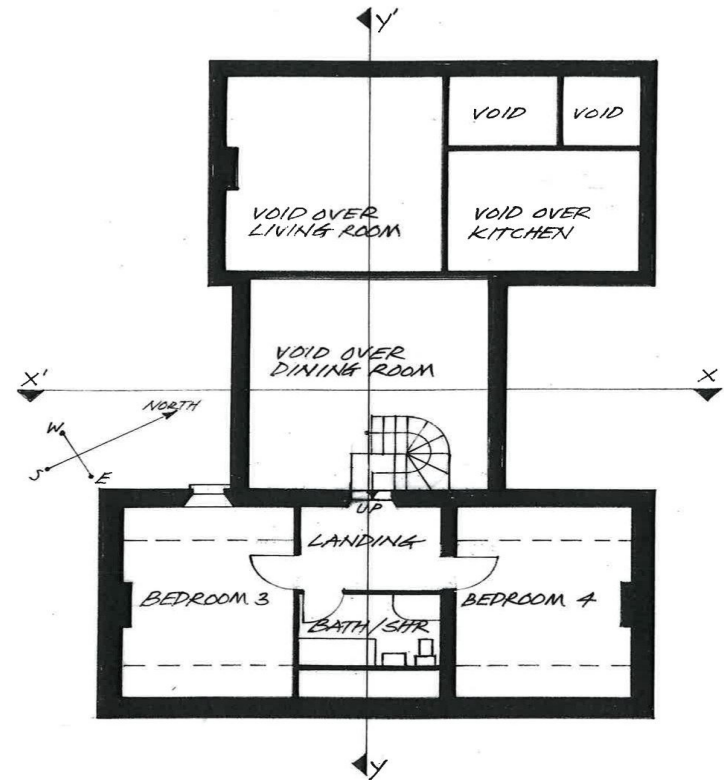 Y'
VOID
VOID
VOID OVER
LIVING ROOM
VOID OVER
KITCHEN
VOID OVER
DINING ROOM
X'
X
NORTH
W
S
E
UP
LANDING
BEDROOM 3
BATH/SHR
BEDROOM 4
Y